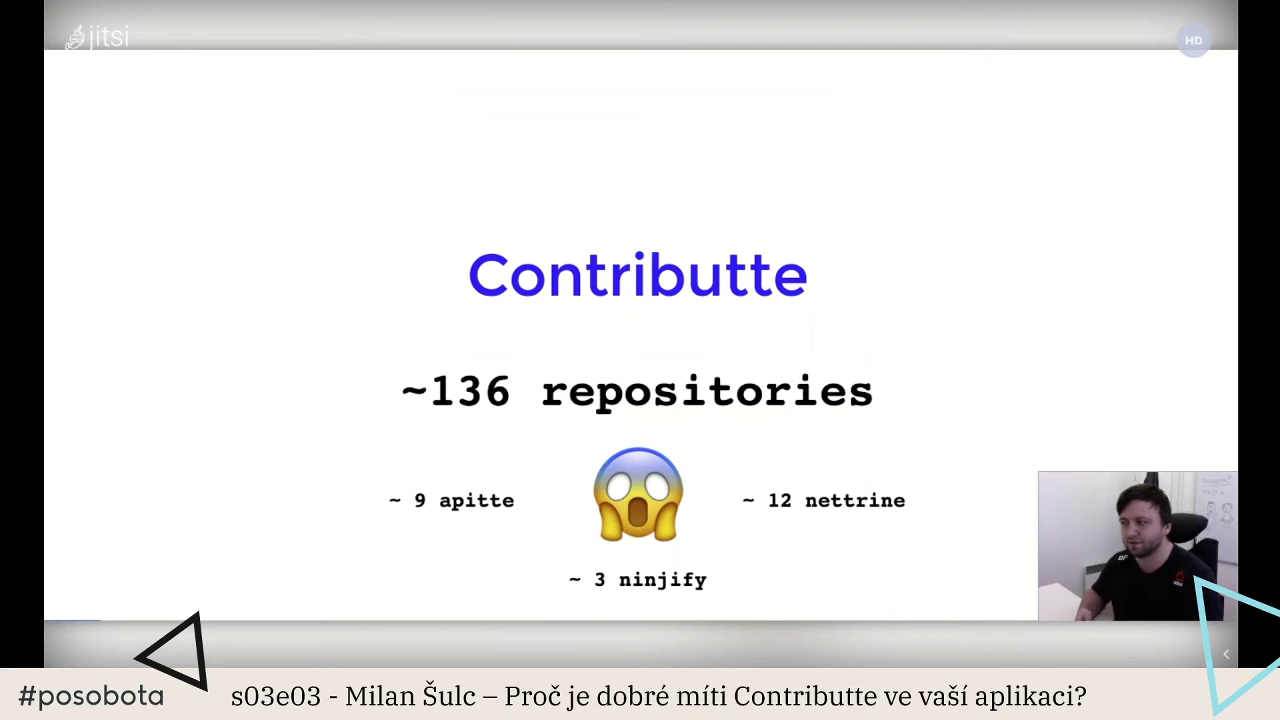 jitsi
HD
Contributte
~136 repositories
~ 9 apitte
~ 12 nettrine
~ 3 ninjify
#posobota
s03e03 - Milan Šulc – Proč je dobré míti Contributte ve vaší aplikaci?